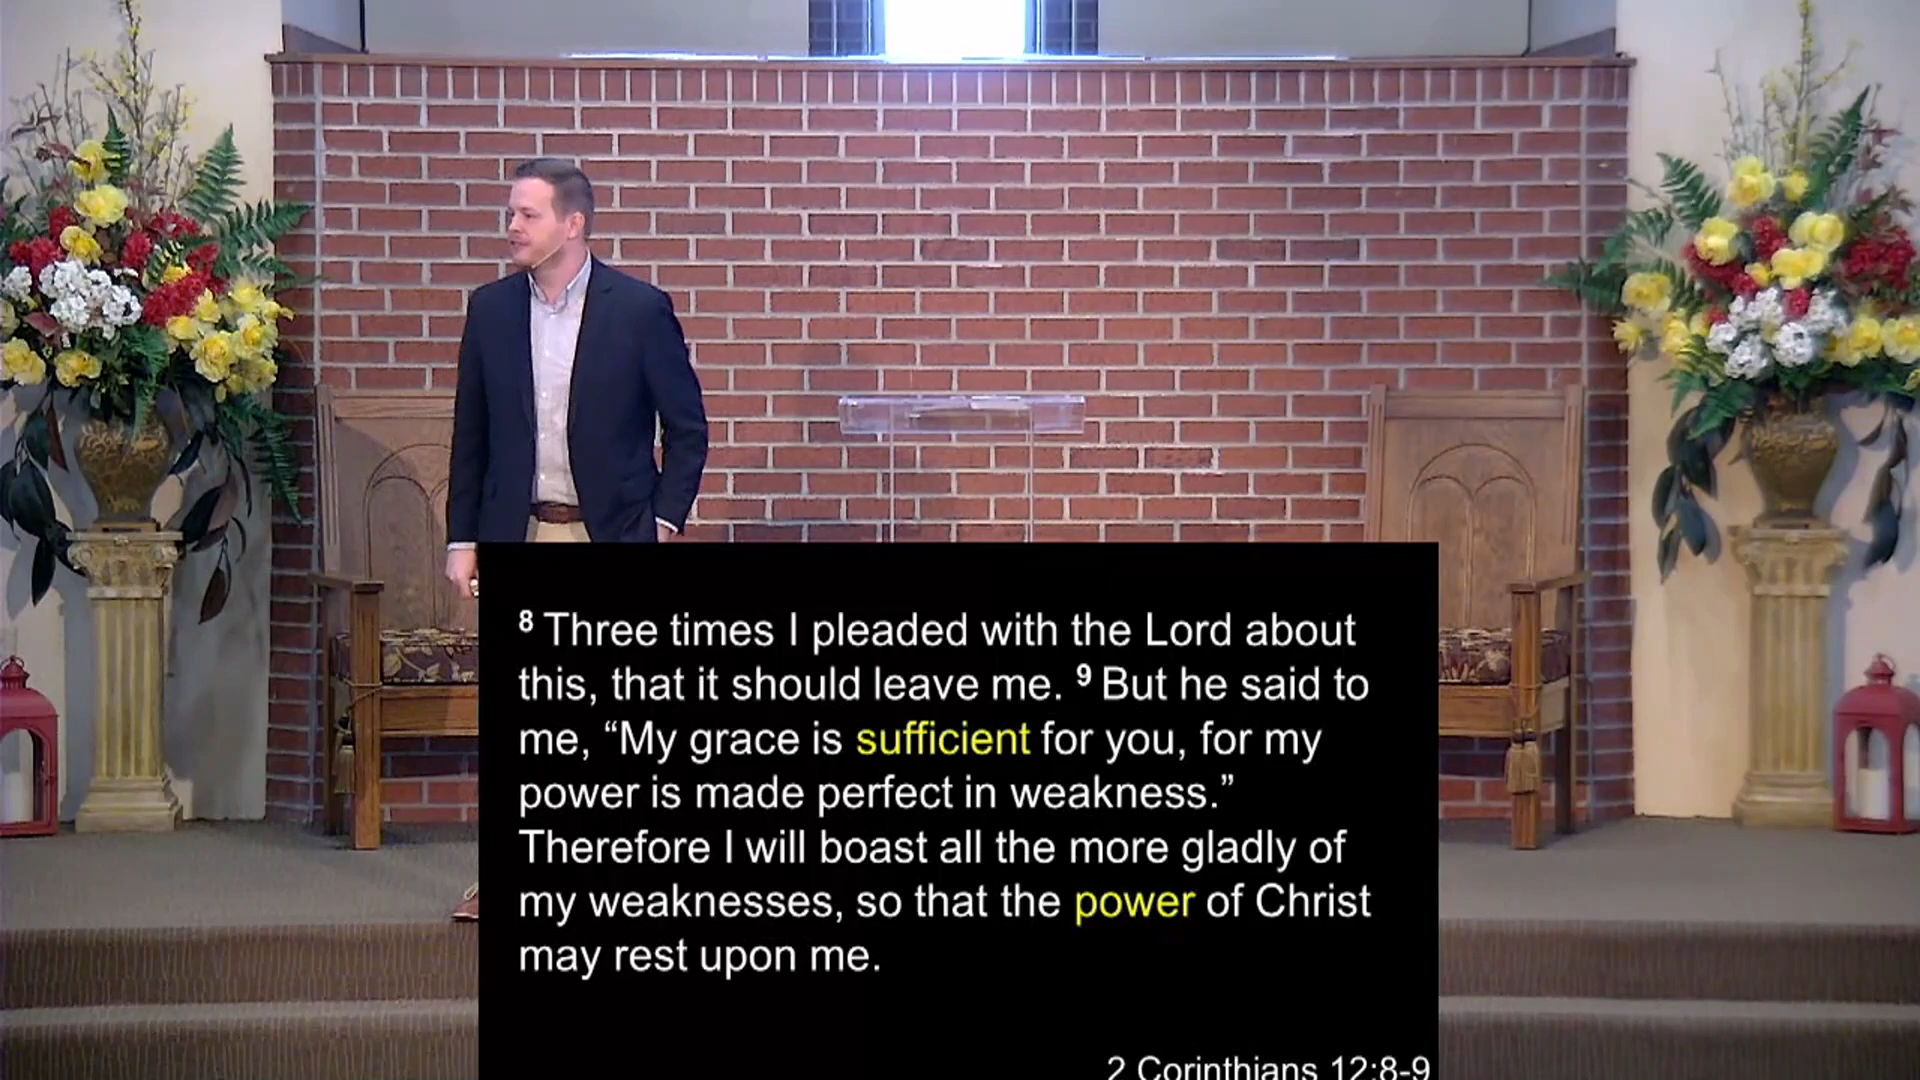 8 Three times I pleaded with the Lord about
this, that it should leave me. 9 But he said to
me, “My grace is sufficient for you, for my
power is made perfect in weakness.”
Therefore I will boast all the more gladly of
my weaknesses, so that the power of Christ
may rest upon me.
2 Corinthians 12:8-9